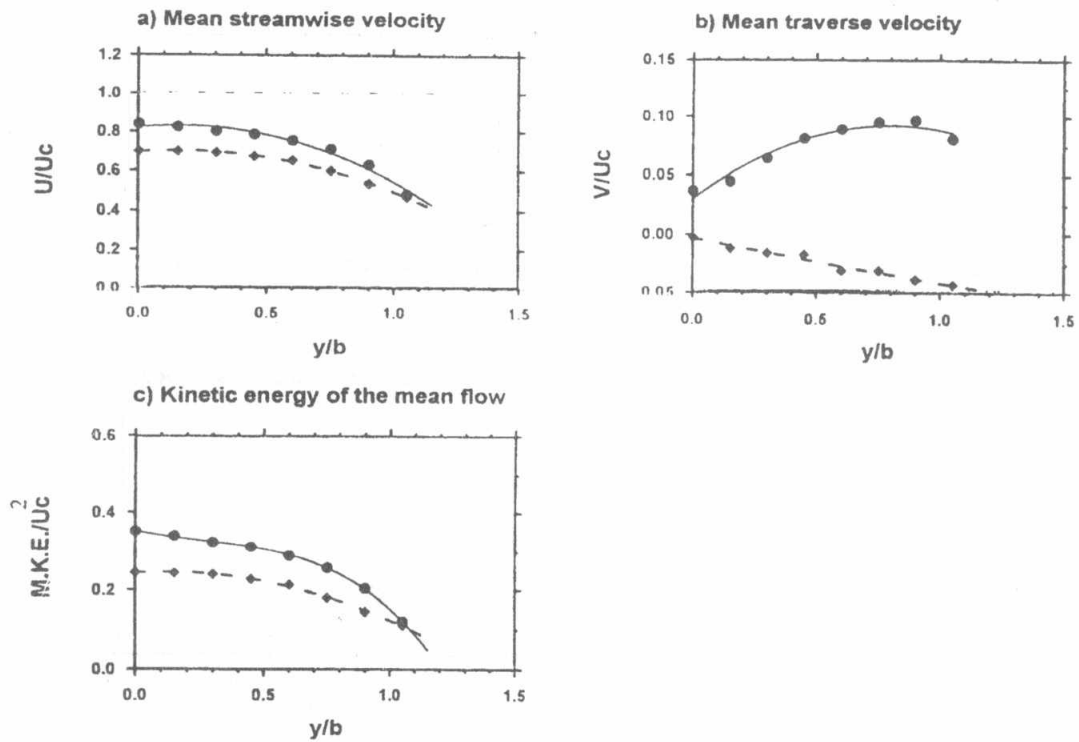 a) Mean streamwise velocity
U/Uc
1.2
1.0
0.8
0.6
0.4
0.2
0.0
0.0 0.5 1.0 1.5
y/b
b) Mean traverse velocity
V/Uc
0.15
0.10
0.05
0.00
0.05
0.0 0.5 1.0 1.5
y/b
c) Kinetic energy of the mean flow
M.K.E./Uc²
0.6
0.4
0.2
0.0
0.0 0.5 1.0 1.5
y/b